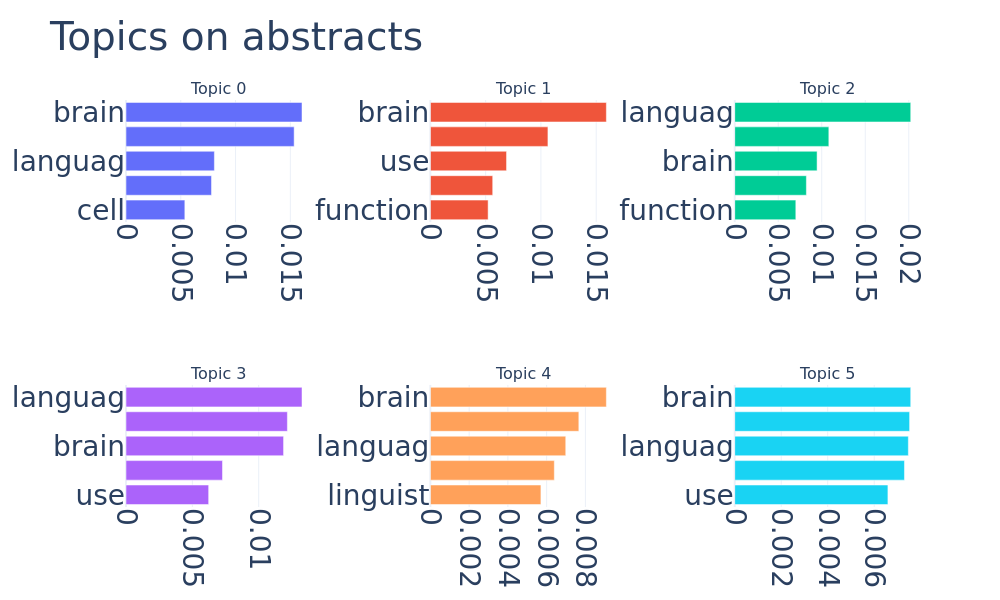 Topics on abstracts
Topic 0
brain
languag
cell
0
0.005
0.01
0.015
Topic 1
brain
use
function
0
0.005
0.01
0.015
Topic 2
languag
brain
function
0
0.005
0.01
0.015
0.02
Topic 3
languag
brain
use
0
0.005
0.01
Topic 4
brain
languag
linguist
0
0.002
0.004
0.006
0.008
Topic 5
brain
languag
use
0
0.002
0.004
0.006